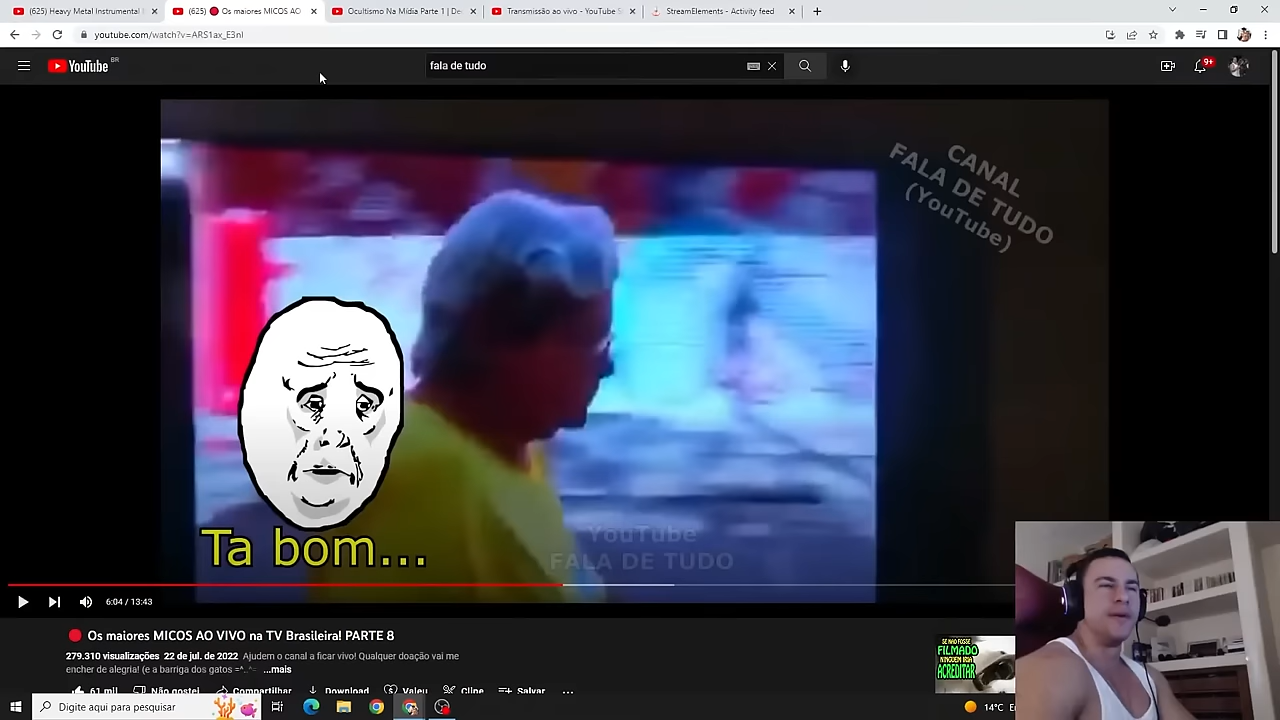 (625) Heavy Metal Instrumental
(625) 🔴 Os maiores MICOS AO
Ocultismo Na Mídia Parte 1 | De
Transmissão ao vivo - YouTube S
StreamElements - Activity feed
youtube.com/watch?v=ARS1ax_E3nI
YouTube BR
fala de tudo
9+
CANAL
FALA DE TUDO
(YouTube)
Ta bom...
YouTube
FALA DE TUDO
6:04 / 13:43
🔴 Os maiores MICOS AO VIVO na TV Brasileira! PARTE 8
279.310 visualizações 22 de jul. de 2022 Ajudem o canal a ficar vivo! Qualquer doação vai me
encher de alegria! (e a barriga dos gatos =^_^= ...mais
SE NÃO FOSSE
FILMADO
NINGUÉM IRIA
ACREDITAR
61 mil Não gostei Compartilhar Download Valeu Clipe Salvar ...
Digite aqui para pesquisar
14°C